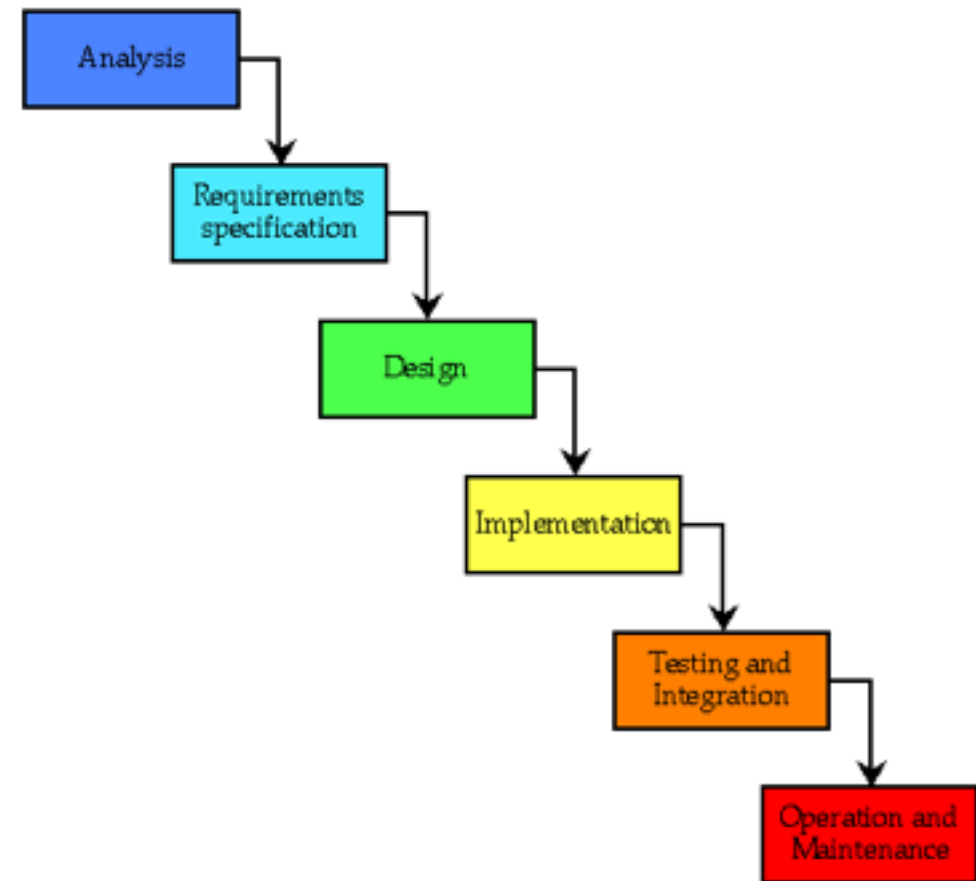 Analysis
Requirements
specification
Design
Implementation
Testing and
Integration
Operation and
Maintenance